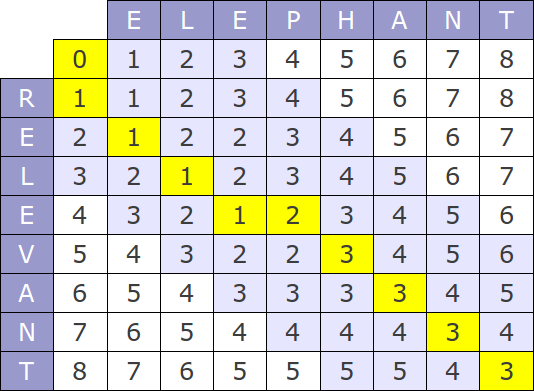 E L E P H A N T
0 1 2 3 4 5 6 7 8
R 1 1 2 3 4 5 6 7 8
E 2 1 2 2 3 4 5 6 7
L 3 2 1 2 3 4 5 6 7
E 4 3 2 1 2 3 4 5 6
V 5 4 3 2 2 3 4 5 6
A 6 5 4 3 3 3 3 4 5
N 7 6 5 4 4 4 4 3 4
T 8 7 6 5 5 5 5 4 3